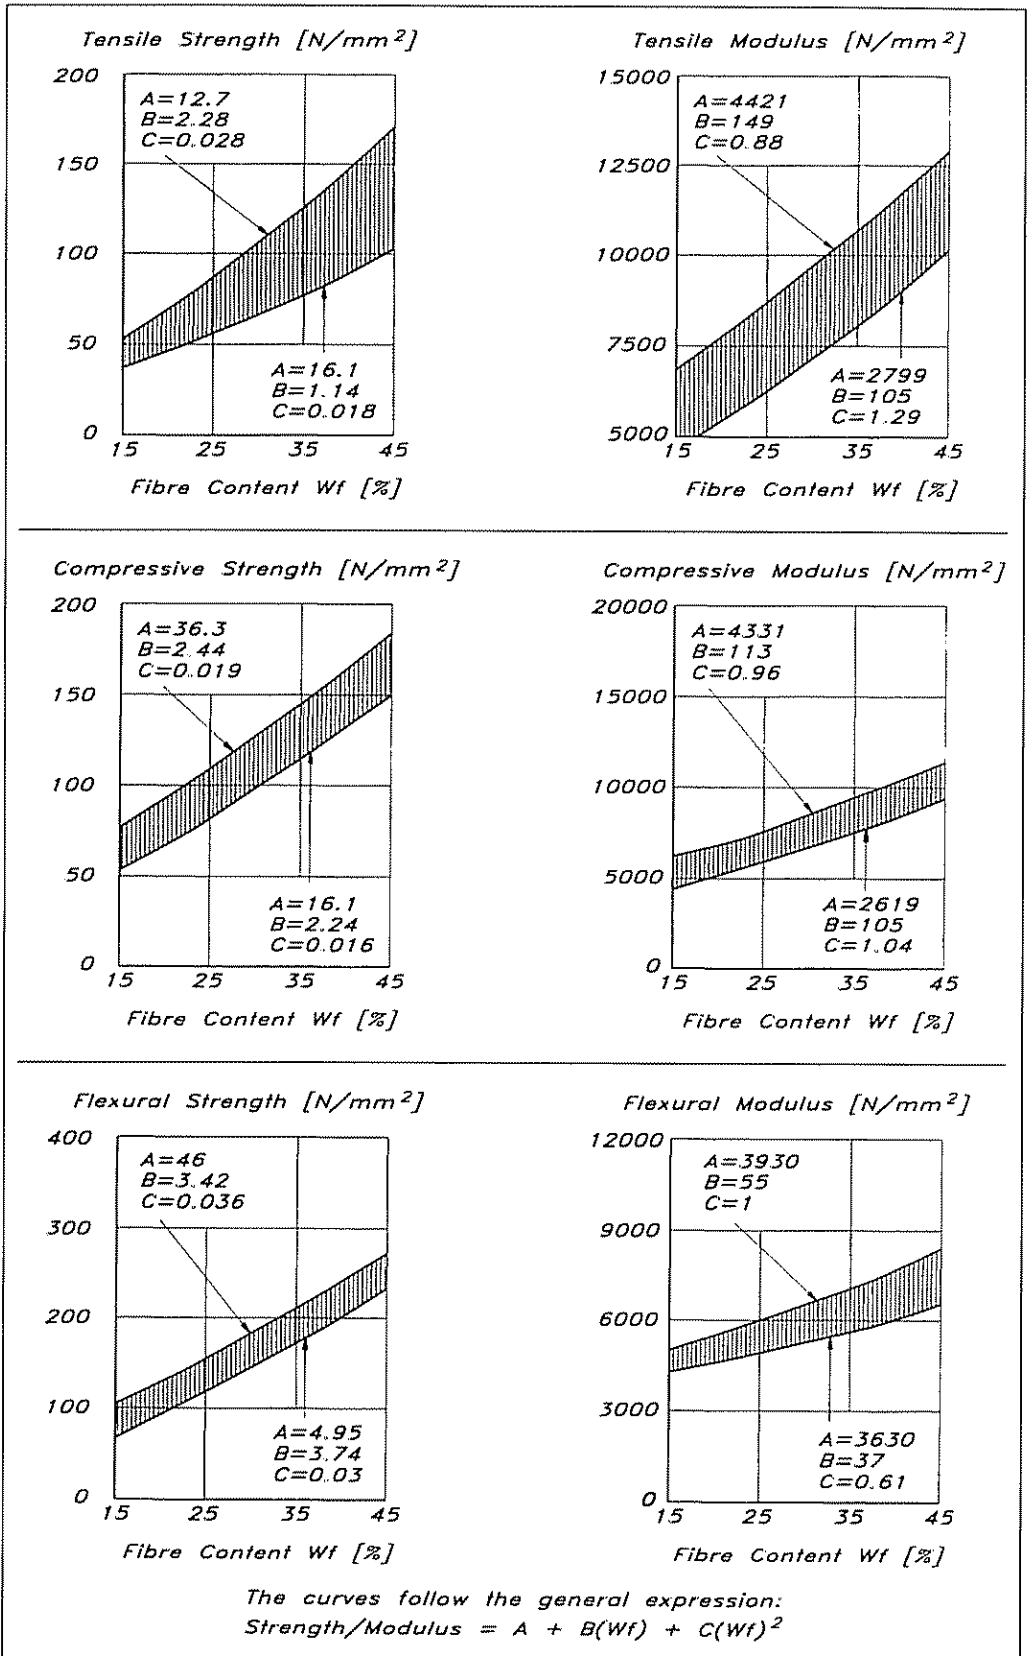 Tensile Strength [N/mm²]
200
150
100
50
0
A=12.7
B=2.28
C=0.028
A=16.1
B=1.14
C=0.018
15 25 35 45
Fibre Content Wf [%]
Tensile Modulus [N/mm²]
15000
12500
10000
7500
5000
A=4421
B=149
C=0.88
A=2799
B=105
C=1.29
15 25 35 45
Fibre Content Wf [%]
Compressive Strength [N/mm²]
200
150
100
50
0
A=36.3
B=2.44
C=0.019
A=16.1
B=2.24
C=0.016
15 25 35 45
Fibre Content Wf [%]
Compressive Modulus [N/mm²]
20000
15000
10000
5000
0
A=4331
B=113
C=0.96
A=2619
B=105
C=1.04
15 25 35 45
Fibre Content Wf [%]
Flexural Strength [N/mm²]
400
300
200
100
0
A=46
B=3.42
C=0.036
A=4.95
B=3.74
C=0.03
15 25 35 45
Fibre Content Wf [%]
Flexural Modulus [N/mm²]
12000
9000
6000
3000
0
A=3930
B=55
C=1
A=3630
B=37
C=0.61
15 25 35 45
Fibre Content Wf [%]
The curves follow the general expression:
Strength/Modulus = A + B(Wf) + C(Wf)²